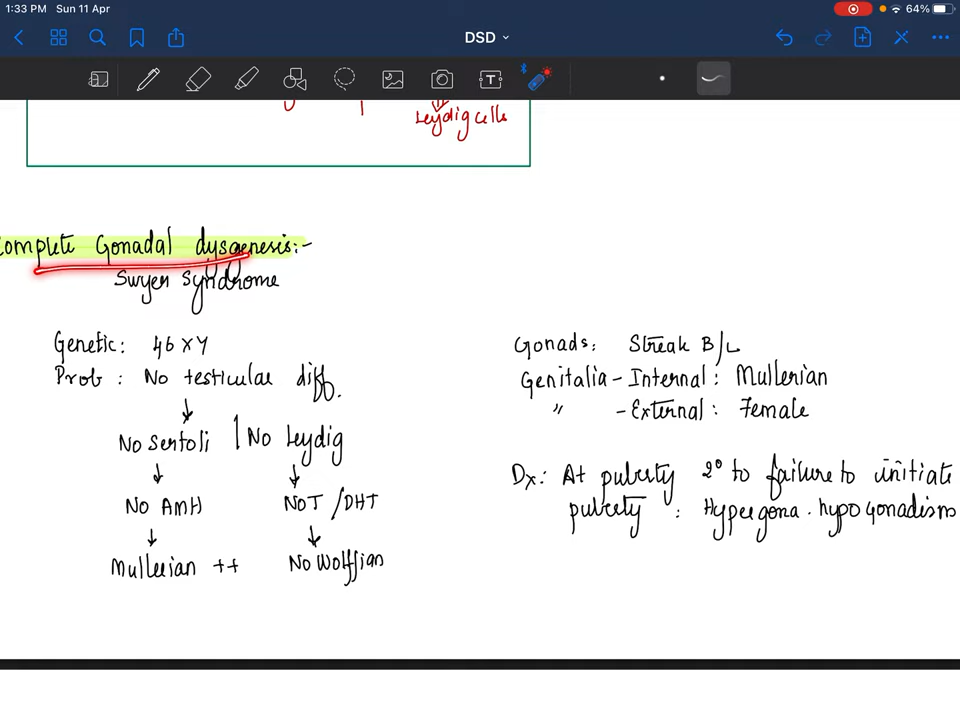 1:33 PM Sun 11 Apr
64%
DSD
T
Leydig cells
Complete Gonadal dysgenesis:-
Swyer Syndrome
Genetic: 46 XY
Prob: No testicular diff.
No Sertoli / No Leydig
No AMH
No T / DHT
Mullerian ++
No Wolffian
Gonads: Streak B/L
Genitalia - Internal: Mullerian
" - External: Female
Dx: At puberty 2° to failure to initiate
puberty : Hypergona. hypogonadism